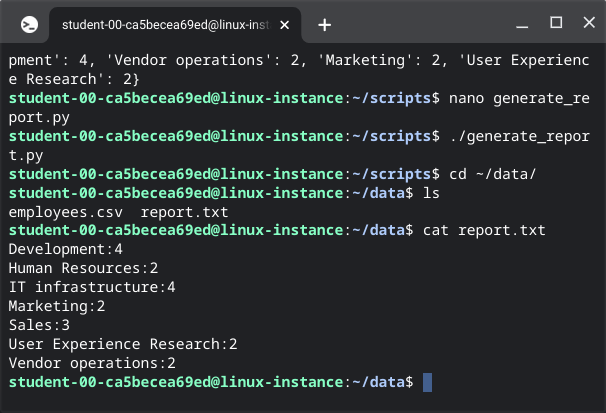 student-00-ca5becea69ed@linux-inst
pment': 4, 'Vendor operations': 2, 'Marketing': 2, 'User Experienc
e Research': 2}
student-00-ca5becea69ed@linux-instance:~/scripts$ nano generate_re
port.py
student-00-ca5becea69ed@linux-instance:~/scripts$ ./generate_repor
t.py
student-00-ca5becea69ed@linux-instance:~/scripts$ cd ~/data/
student-00-ca5becea69ed@linux-instance:~/data$ ls
employees.csv  report.txt
student-00-ca5becea69ed@linux-instance:~/data$ cat report.txt
Development:4
Human Resources:2
IT infrastructure:4
Marketing:2
Sales:3
User Experience Research:2
Vendor operations:2
student-00-ca5becea69ed@linux-instance:~/data$